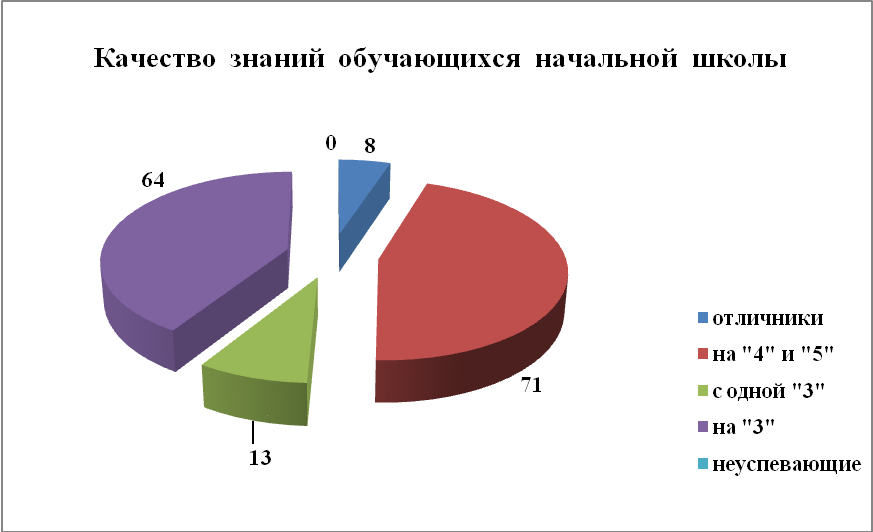 Качество знаний обучающихся начальной школы
0
8
64
71
13
отличники
на "4" и "5"
с одной "3"
на "3"
неуспевающие